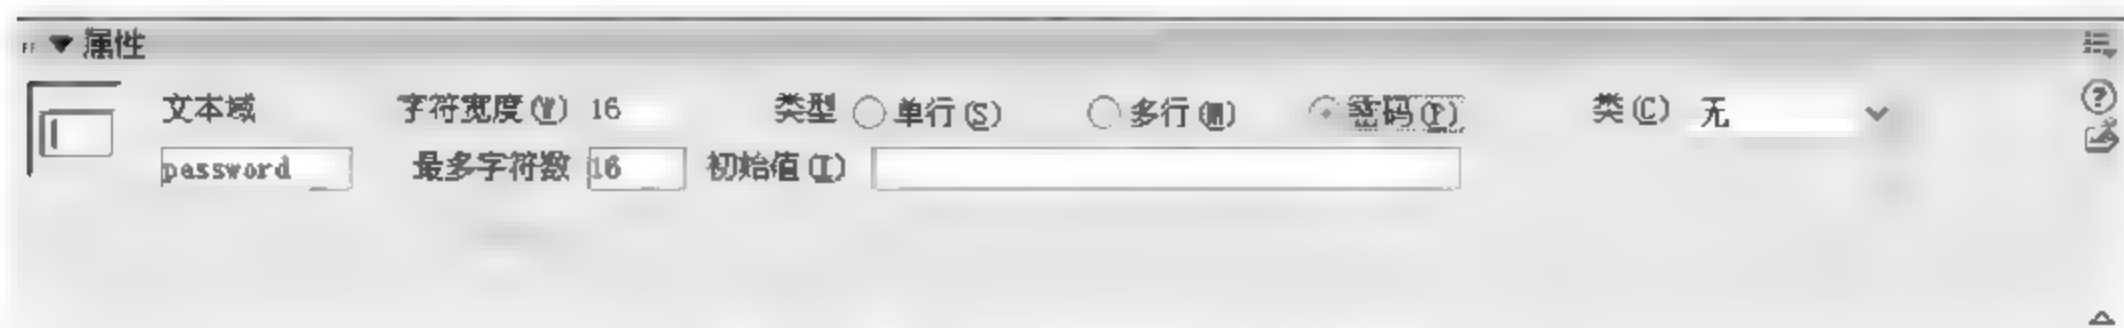 属性
文本域 字符宽度(W) 16 类型 单行(S) 多行(M) 密码(P) 类(C) 无
password 最多字符数 16 初始值(I)